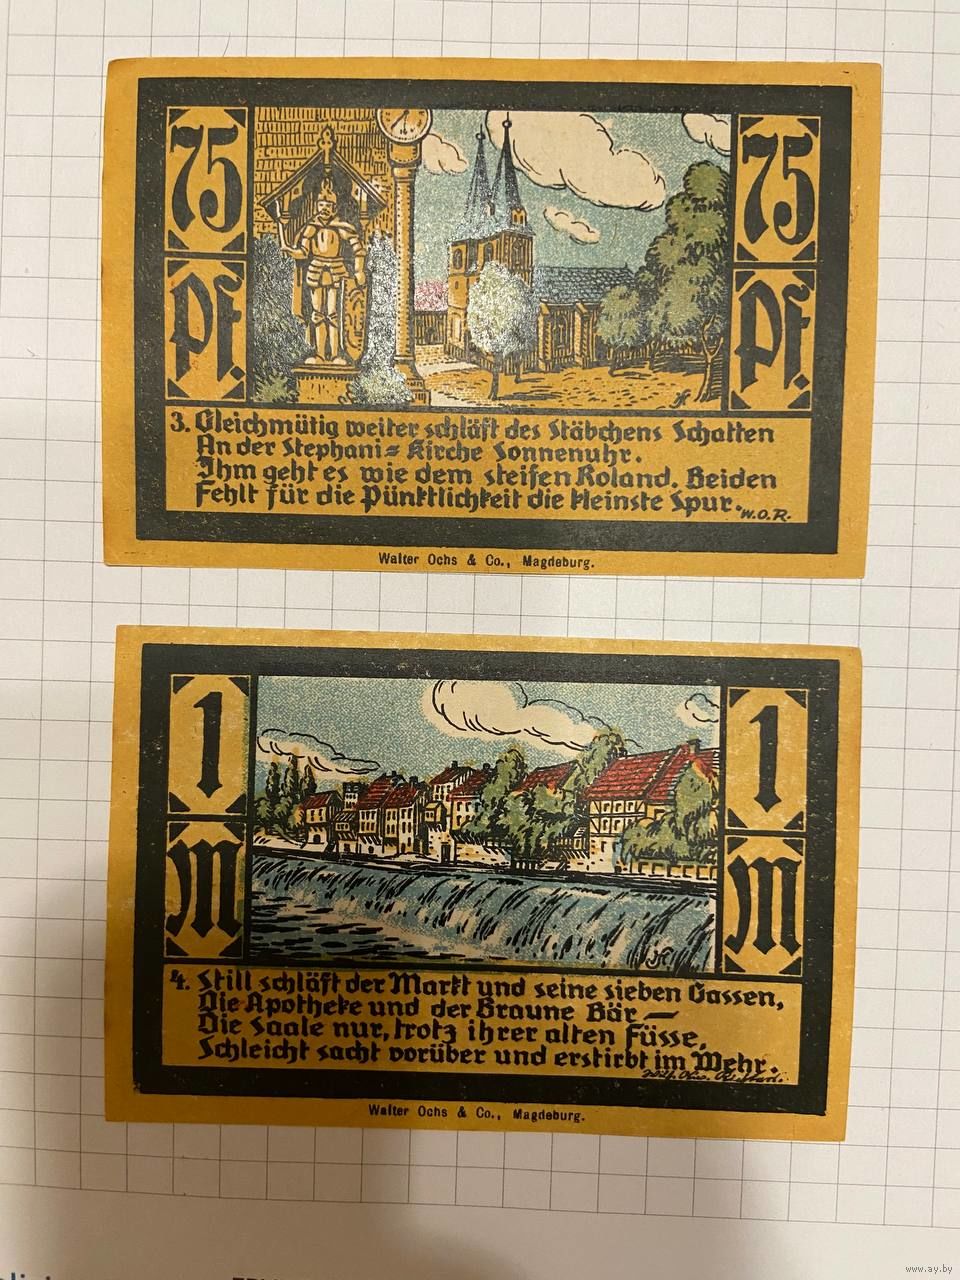 75
75
Pf.
Pf.
3. Gleichmütig weiter schläft des Stäbchens Schatten
An der Stephani=Kirche Sonnenuhr.
Ihm geht es wie dem steifen Roland. Beiden
Fehlt für die Pünktlichkeit die kleinste Spur.
W.O.R.
Walter Ochs & Co., Magdeburg.
1
1
M
M
4. Still schläft der Markt und seine sieben Gassen,
Die Apotheke und der Braune Bär —
Die Saale nur, trotz ihrer alten Füsse,
Schleicht sacht vorüber und erstirbt im Wehr.
Walter Ochs & Co., Magdeburg.
www.ay.by